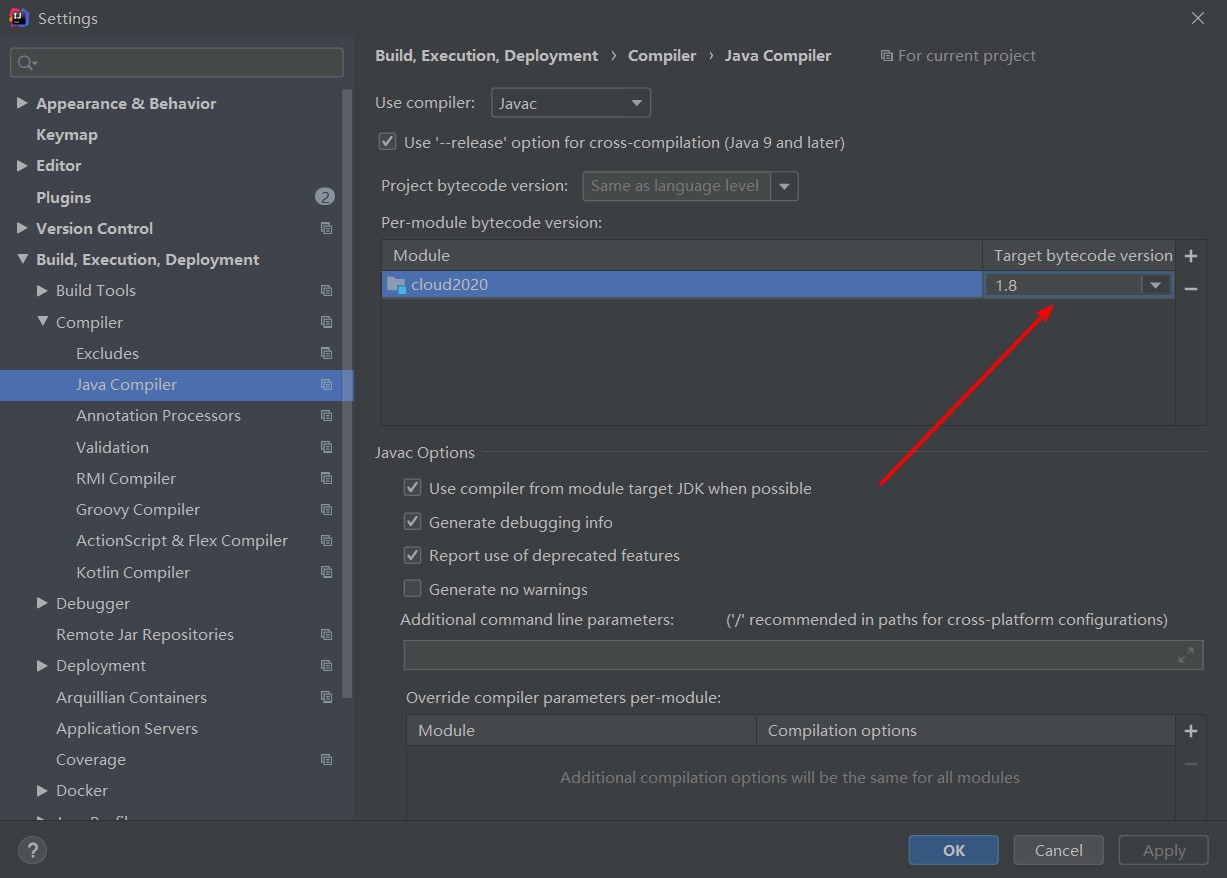 Settings
Appearance & Behavior
Keymap
Editor
Plugins
2
Version Control
Build, Execution, Deployment
Build Tools
Compiler
Excludes
Java Compiler
Annotation Processors
Validation
RMI Compiler
Groovy Compiler
ActionScript & Flex Compiler
Kotlin Compiler
Debugger
Remote Jar Repositories
Deployment
Arquillian Containers
Application Servers
Coverage
Docker
Build, Execution, Deployment › Compiler › Java Compiler
For current project
Use compiler: Javac
Use '--release' option for cross-compilation (Java 9 and later)
Project bytecode version: Same as language level
Per-module bytecode version:
Module Target bytecode version
cloud2020 1.8
Javac Options
Use compiler from module target JDK when possible
Generate debugging info
Report use of deprecated features
Generate no warnings
Additional command line parameters: ('/' recommended in paths for cross-platform configurations)
Override compiler parameters per-module:
Module Compilation options
Additional compilation options will be the same for all modules
? OK Cancel Apply